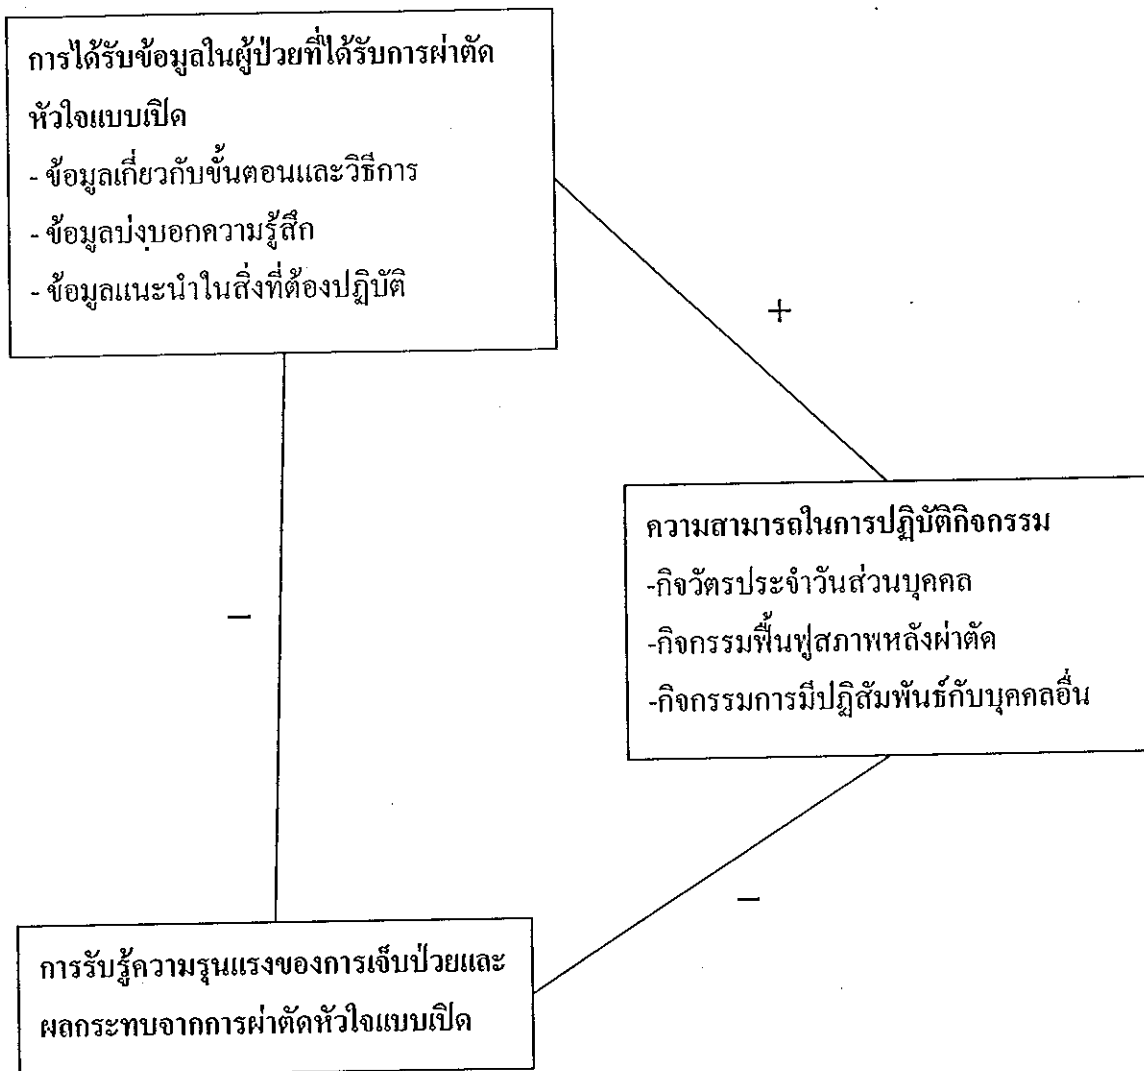 การได้รับข้อมูลในผู้ป่วยที่ได้รับการผ่าตัด
หัวใจแบบเปิด
- ข้อมูลเกี่ยวกับขั้นตอนและวิธีการ
- ข้อมูลบ่งบอกความรู้สึก
- ข้อมูลแนะนำในสิ่งที่ต้องปฏิบัติ
+
ความสามารถในการปฏิบัติกิจกรรม
-กิจวัตรประจำวันส่วนบุคคล
-กิจกรรมฟื้นฟูสภาพหลังผ่าตัด
-กิจกรรมการมีปฏิสัมพันธ์กับบุคคลอื่น
–
–
การรับรู้ความรุนแรงของการเจ็บป่วยและ
ผลกระทบจากการผ่าตัดหัวใจแบบเปิด